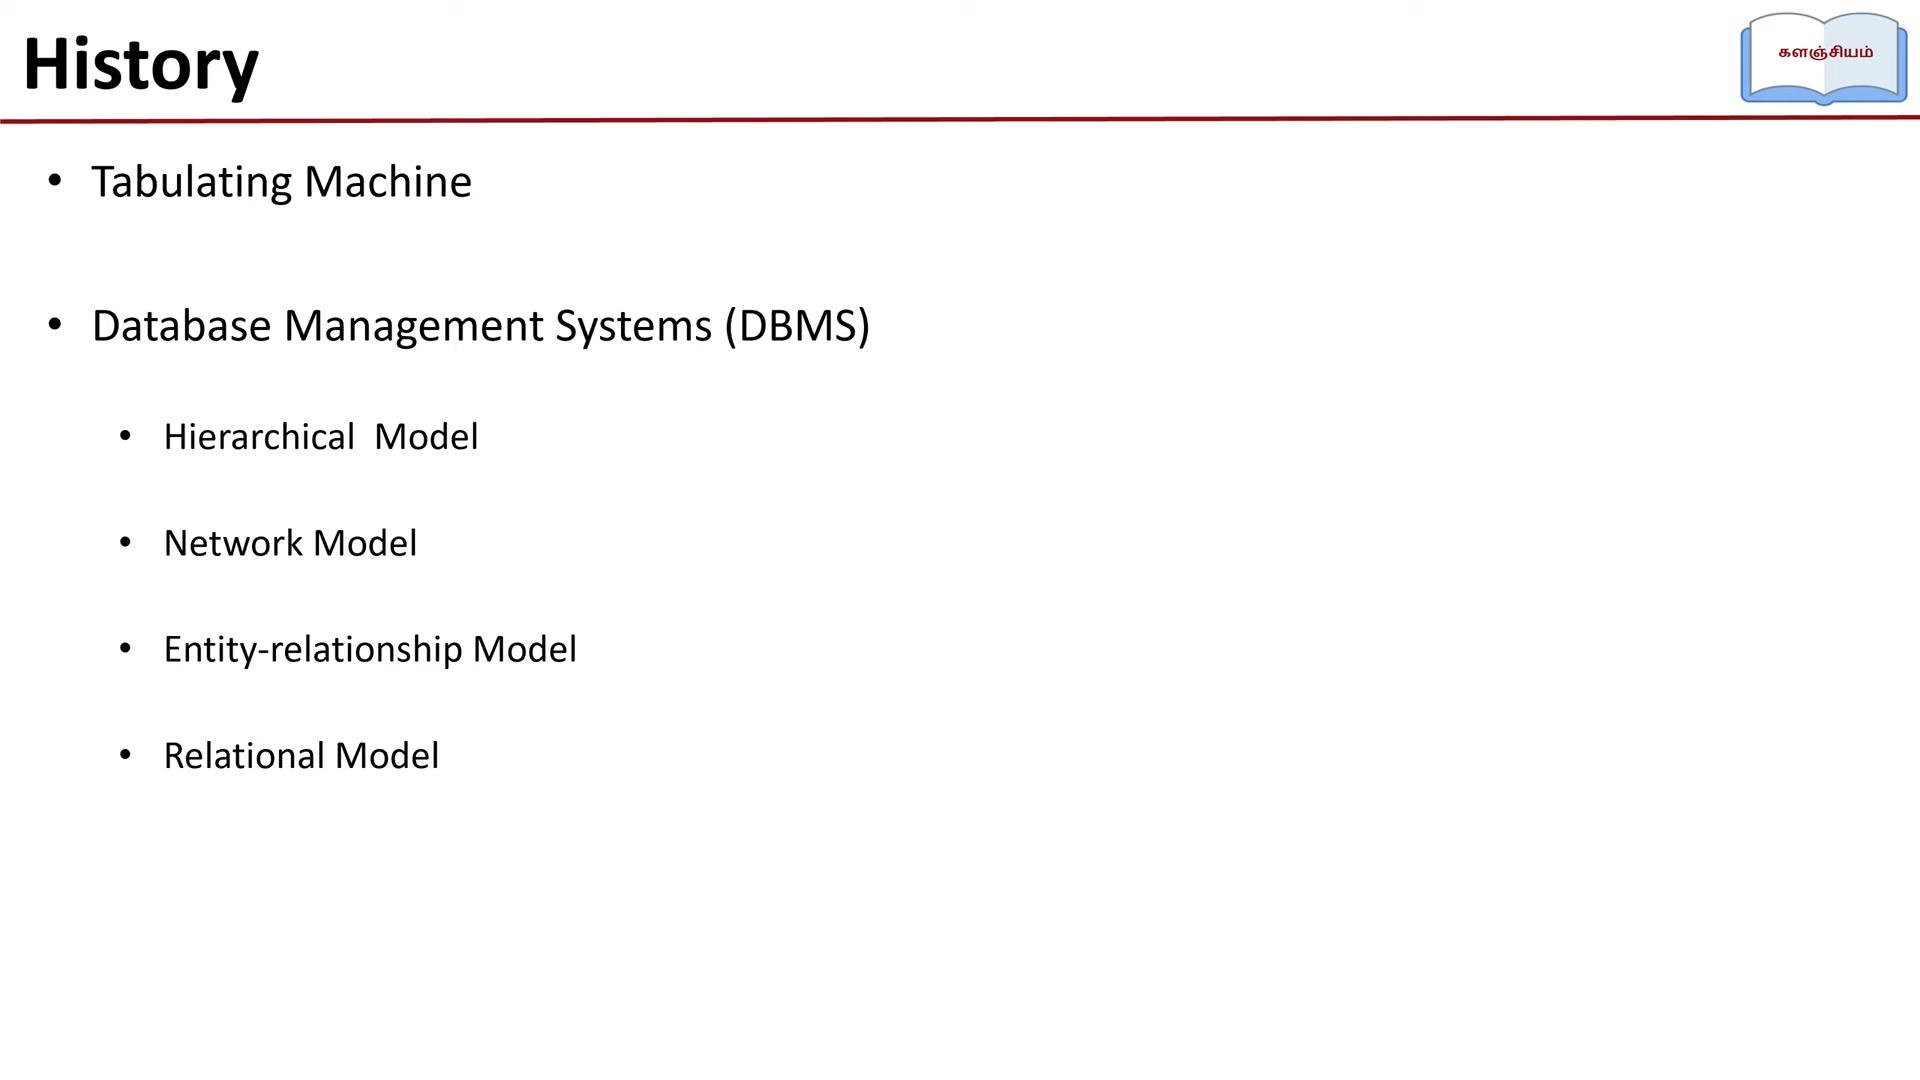 History
களஞ்சியம்
• Tabulating Machine
• Database Management Systems (DBMS)
• Hierarchical  Model
• Network Model
• Entity-relationship Model
• Relational Model